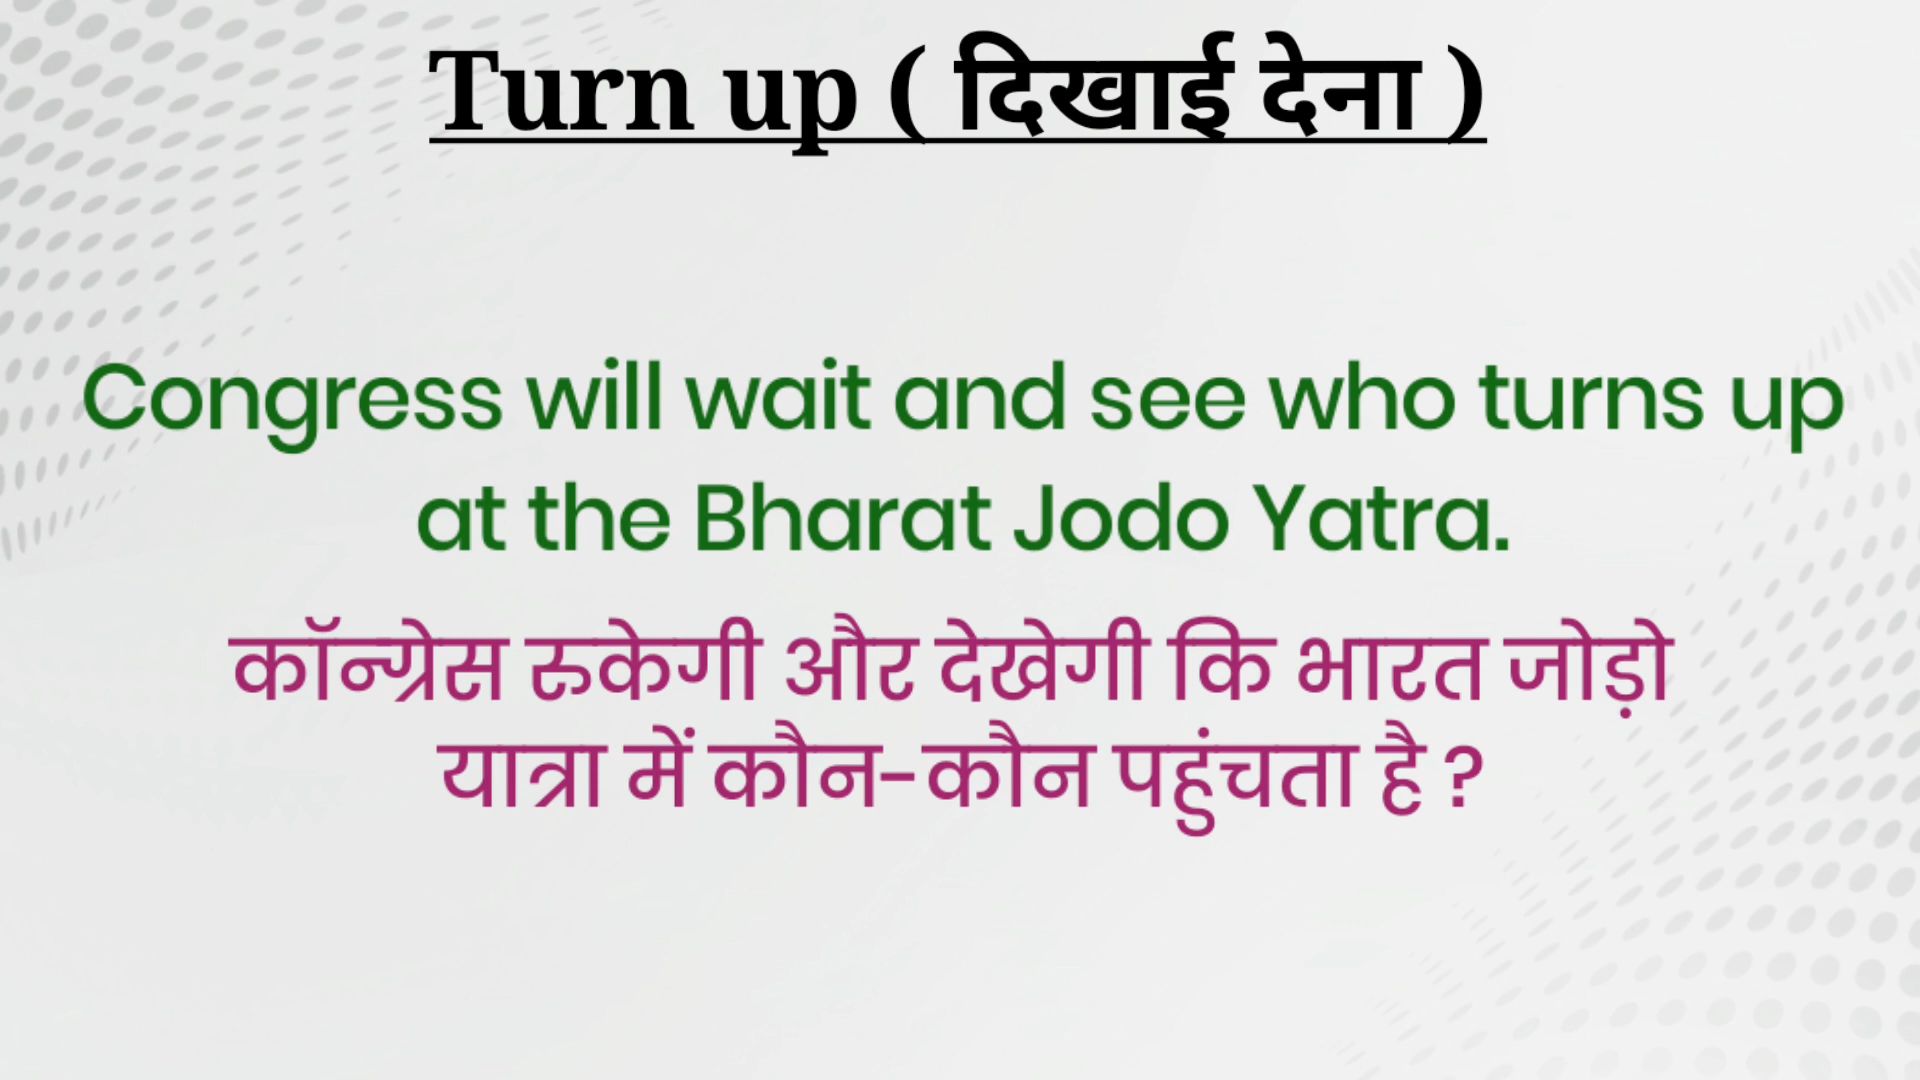 Turn up ( दिखाई देना )
Congress will wait and see who turns up
at the Bharat Jodo Yatra.
कॉन्ग्रेस रुकेगी और देखेगी कि भारत जोड़ो
यात्रा में कौन-कौन पहुंचता है ?